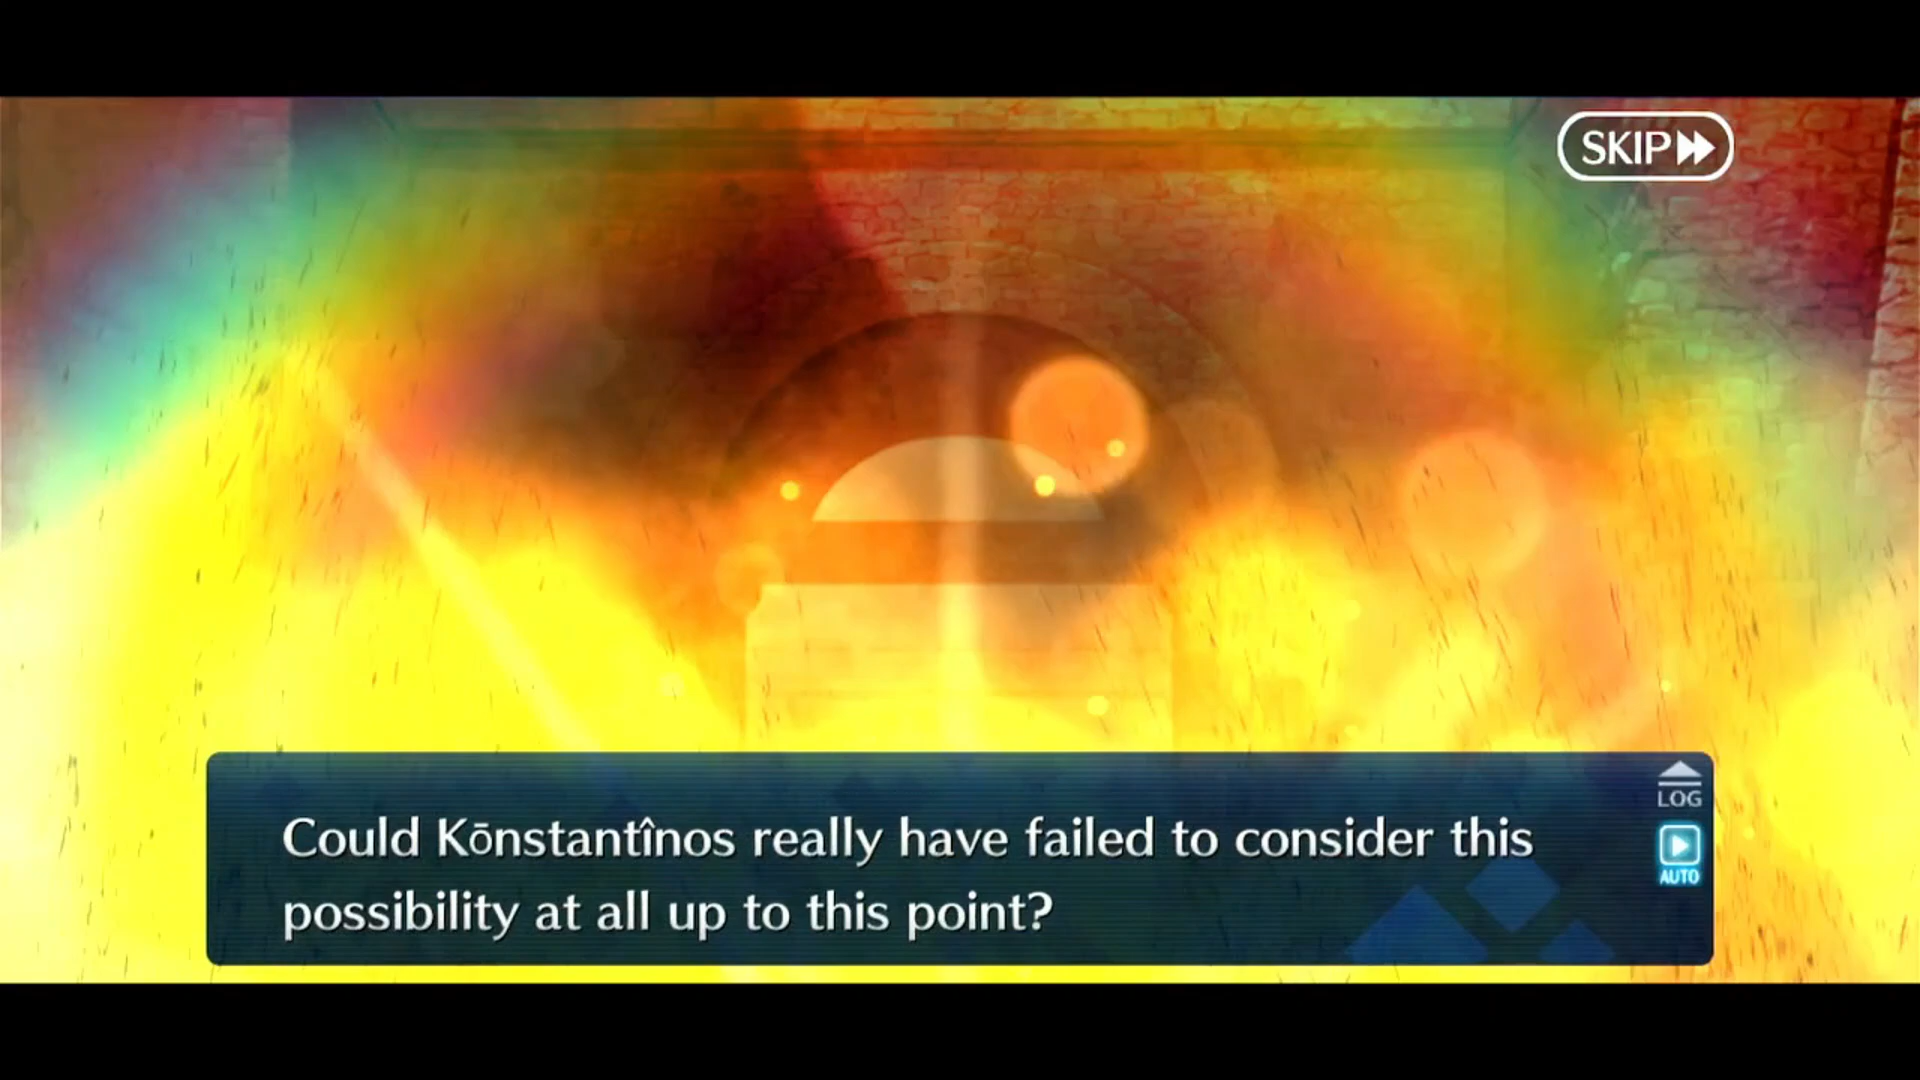 SKIP
LOG
Could Kōnstantînos really have failed to consider this
possibility at all up to this point?
AUTO